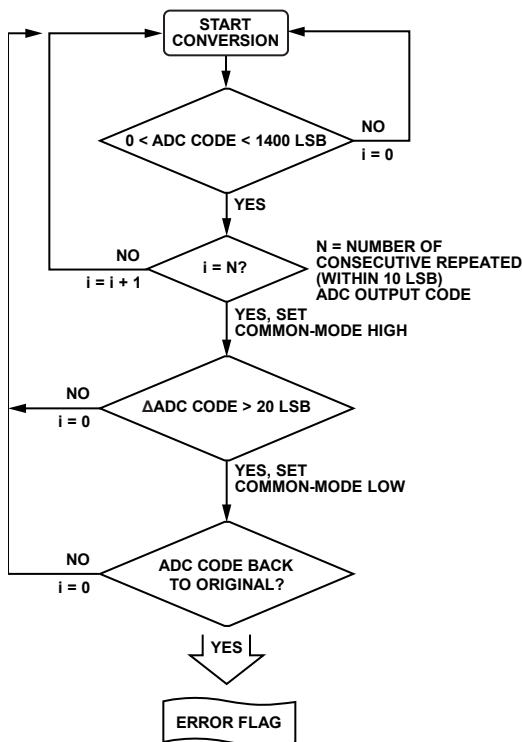 START
CONVERSION
0 < ADC CODE < 1400 LSB
NO
i = 0
YES
NO
i = i + 1
i = N?
N = NUMBER OF
CONSECUTIVE REPEATED
(WITHIN 10 LSB)
ADC OUTPUT CODE
YES, SET
COMMON-MODE HIGH
NO
i = 0
ΔADC CODE > 20 LSB
YES, SET
COMMON-MODE LOW
NO
i = 0
ADC CODE BACK
TO ORIGINAL?
YES
ERROR FLAG